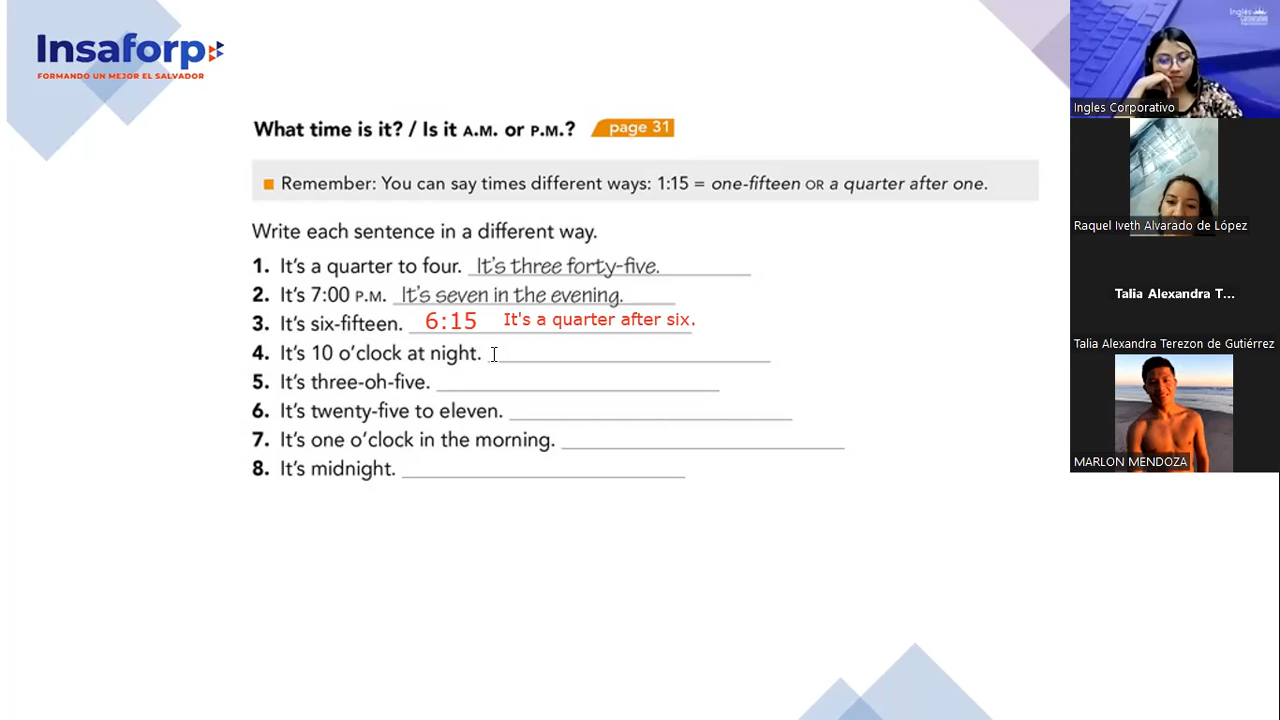 Insaforp
FORMANDO UN MEJOR EL SALVADOR
What time is it? / Is it A.M. or P.M.? page 31
Remember: You can say times different ways: 1:15 = one-fifteen OR a quarter after one.
Write each sentence in a different way.
1. It's a quarter to four. It's three forty-five.
2. It's 7:00 P.M. It's seven in the evening.
3. It's six-fifteen. 6:15 It's a quarter after six.
4. It's 10 o'clock at night.
5. It's three-oh-five.
6. It's twenty-five to eleven.
7. It's one o'clock in the morning.
8. It's midnight.
Inglés
Ingles Corporativo
Raquel Iveth Alvarado de López
Talia Alexandra T...
Talia Alexandra Terezon de Gutiérrez
MARLON MENDOZA